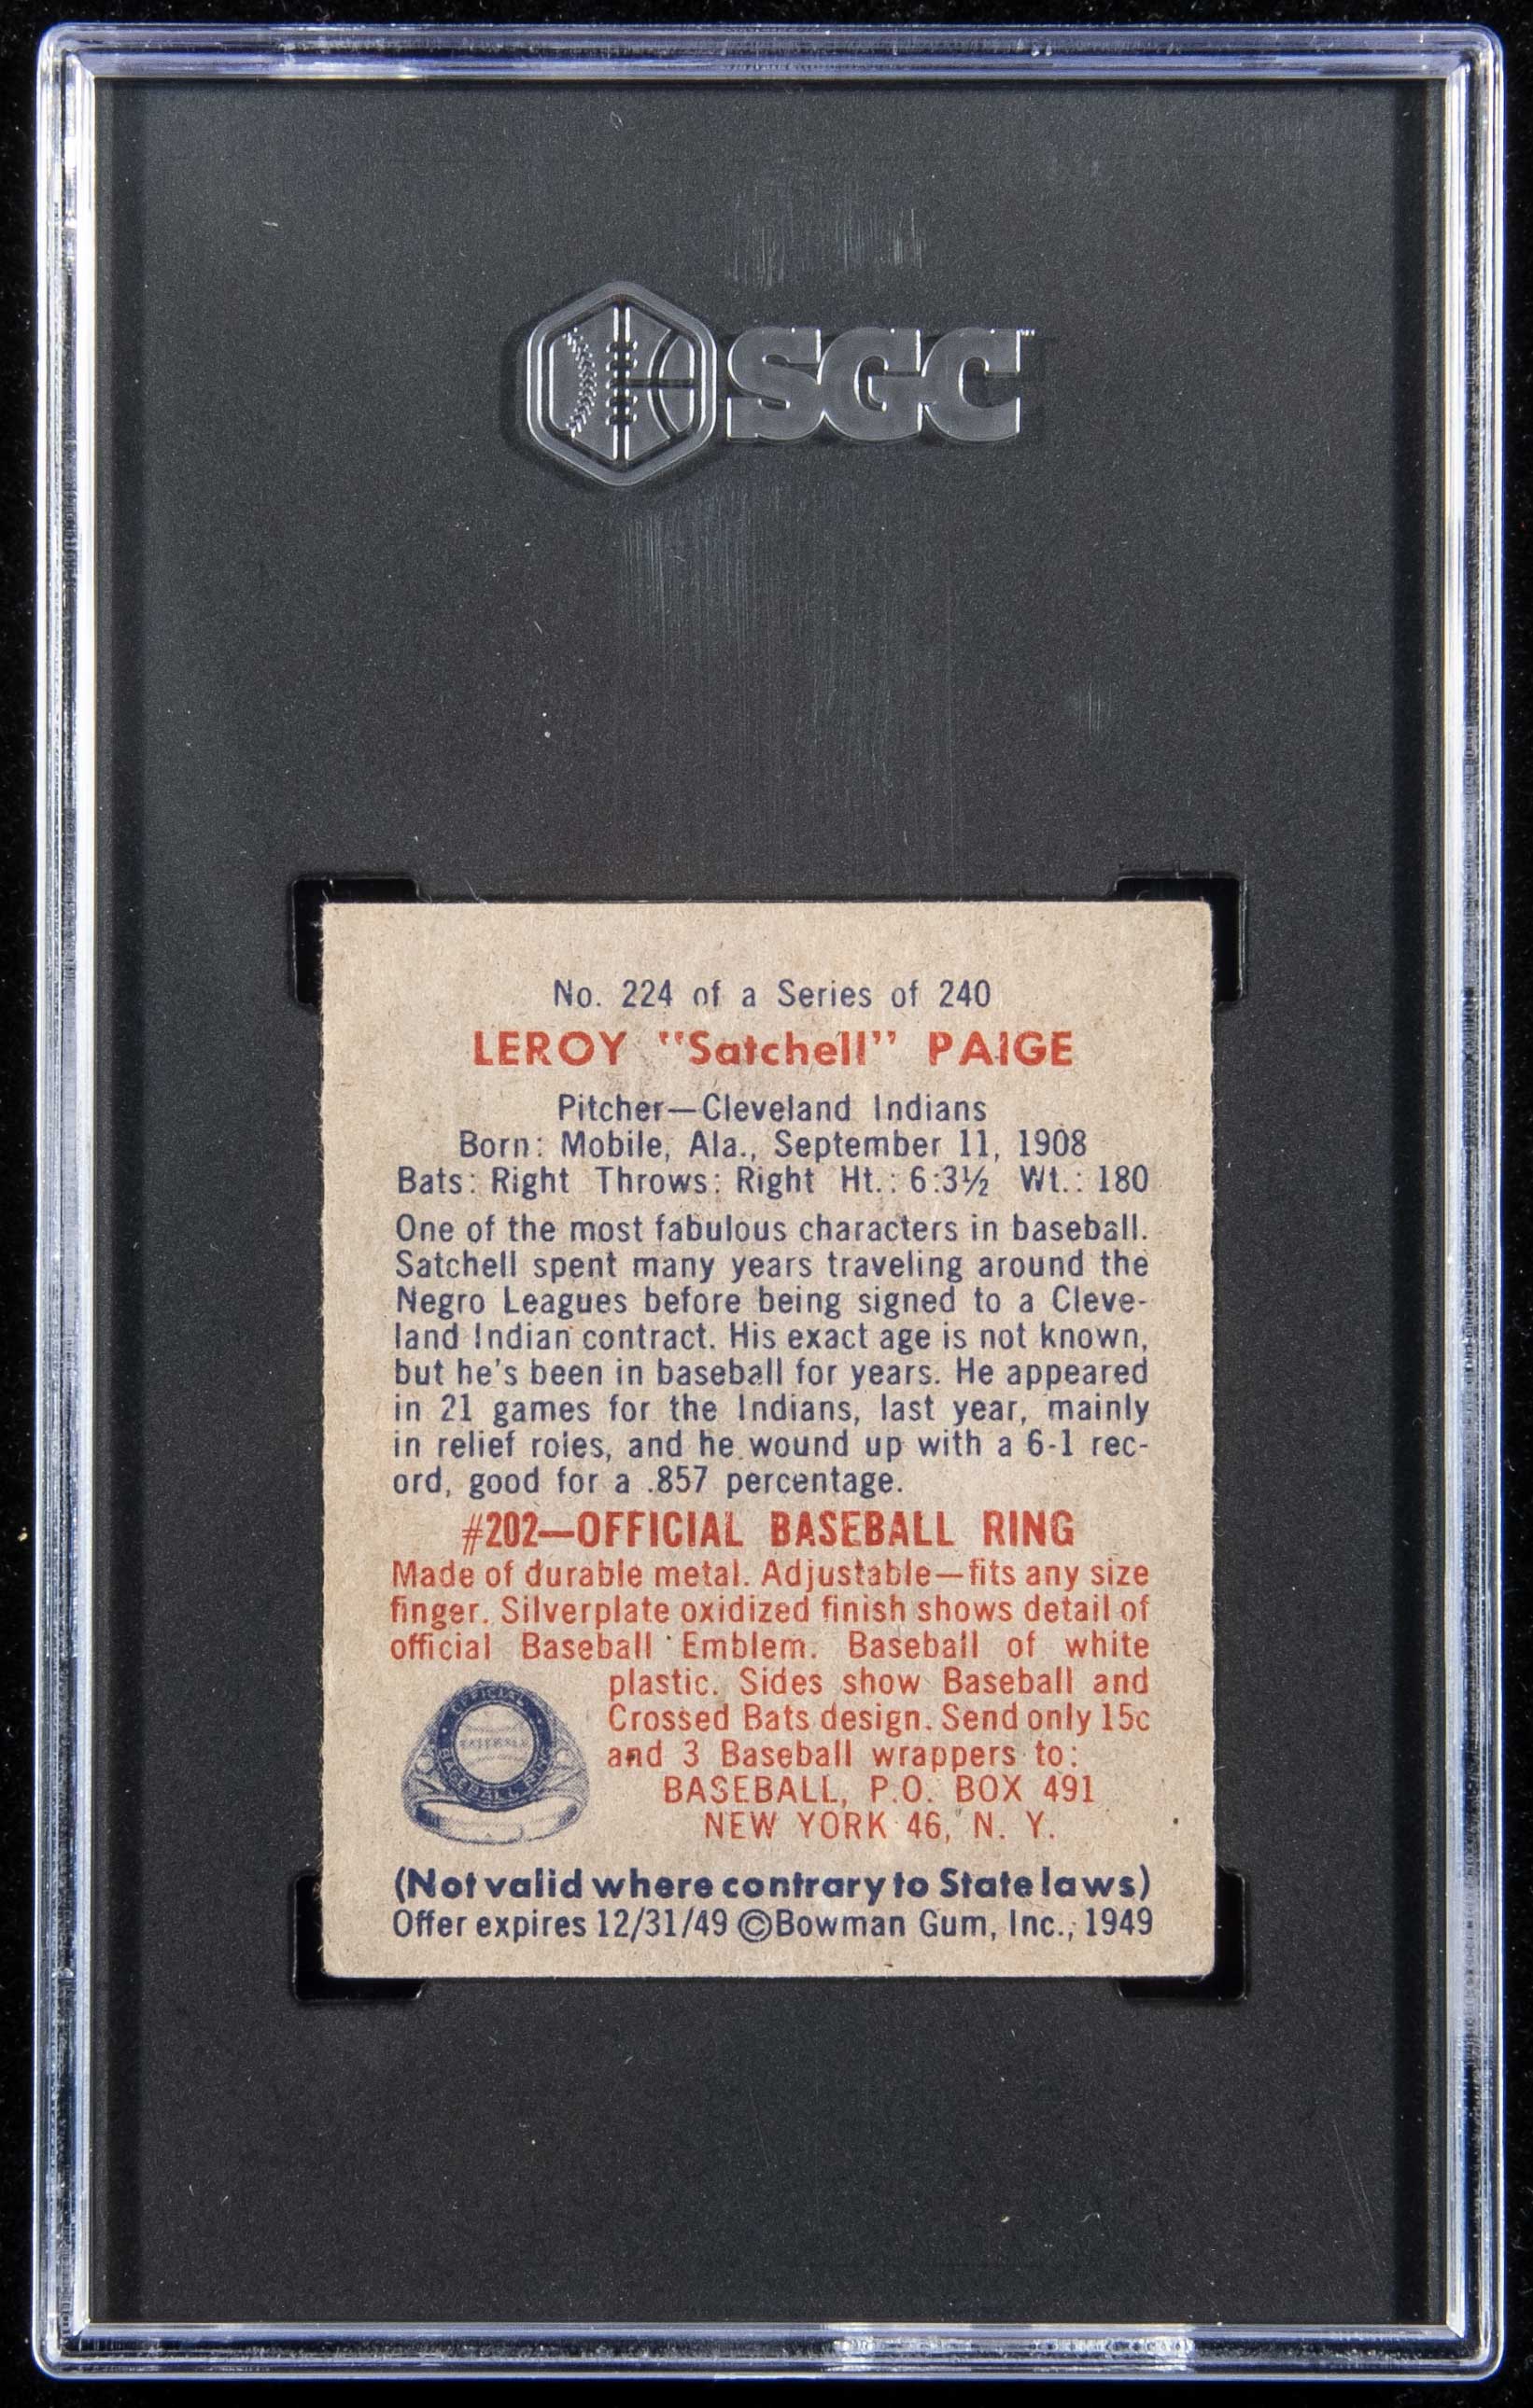 SGC
No. 224 of a Series of 240
LEROY "Satchell" PAIGE
Pitcher—Cleveland Indians
Born: Mobile, Ala., September 11, 1908
Bats: Right Throws: Right Ht.: 6:3½ Wt.: 180
One of the most fabulous characters in baseball.
Satchell spent many years traveling around the
Negro Leagues before being signed to a Cleve-
land Indian contract. His exact age is not known,
but he's been in baseball for years. He appeared
in 21 games for the Indians, last year, mainly
in relief roles, and he wound up with a 6-1 rec-
ord, good for a .857 percentage.
#202—OFFICIAL BASEBALL RING
Made of durable metal. Adjustable—fits any size
finger. Silverplate oxidized finish shows detail of
official Baseball Emblem. Baseball of white
plastic. Sides show Baseball and
Crossed Bats design. Send only 15c
and 3 Baseball wrappers to:
BASEBALL, P.O. BOX 491
NEW YORK 46, N. Y.
OFFICIAL
BASEBALL RING
(Not valid where contrary to State laws)
Offer expires 12/31/49 ©Bowman Gum, Inc., 1949